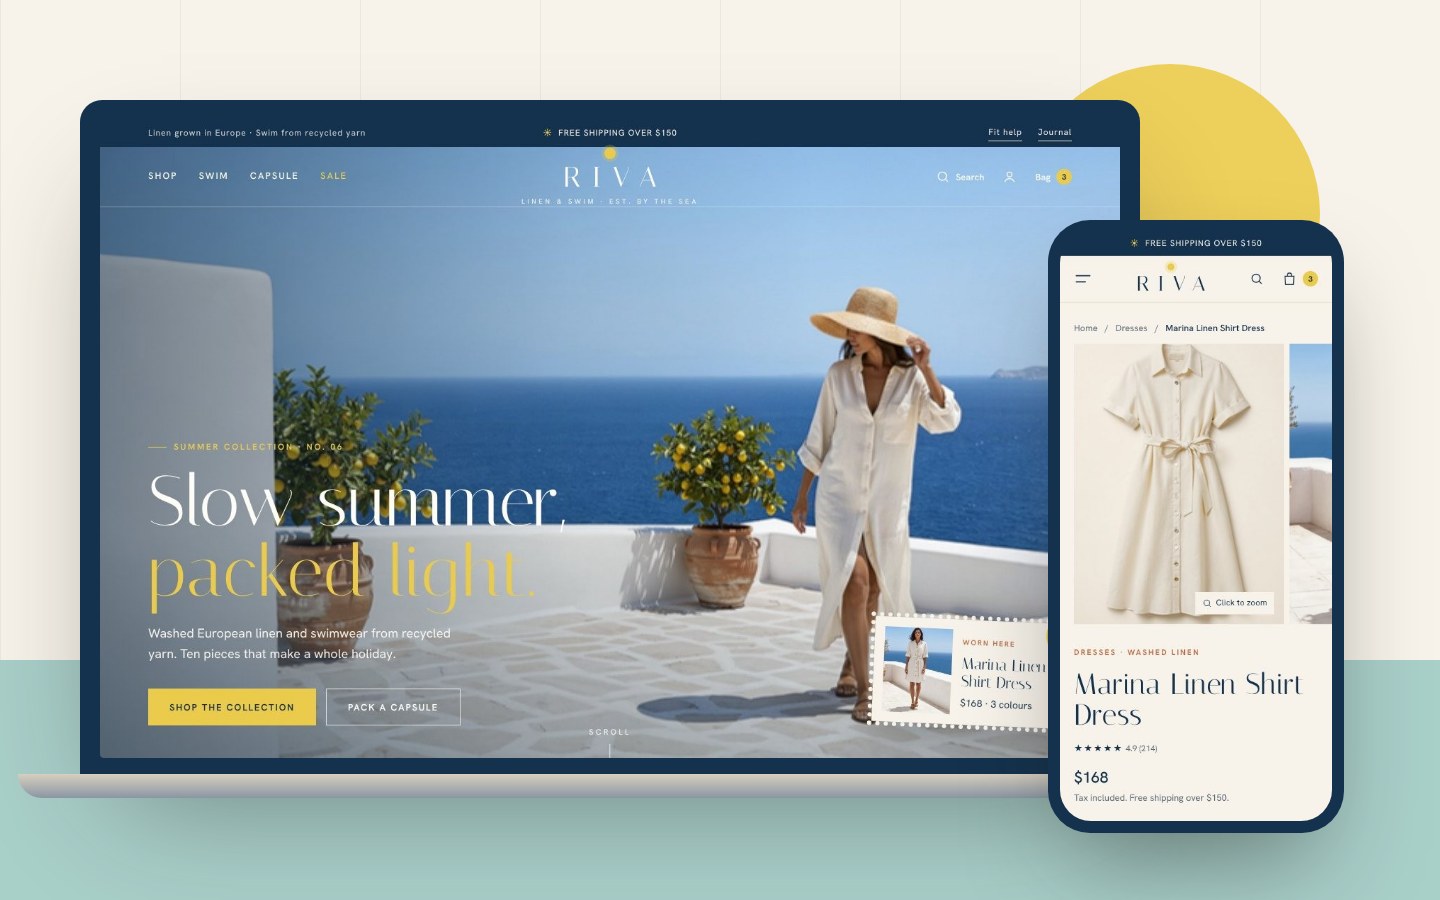 Linen grown in Europe · Swim from recycled yarn
✳ FREE SHIPPING OVER $150
Fit help Journal
SHOP SWIM CAPSULE SALE
RIVA
LINEN & SWIM · EST. BY THE SEA
Search Bag 3
SUMMER COLLECTION · NO. 06
Slow summer,
packed light.
Washed European linen and swimwear from recycled
yarn. Ten pieces that make a whole holiday.
SHOP THE COLLECTION
PACK A CAPSULE
SCROLL
WORN HERE
Marina Linen
Shirt Dress
$168 · 3 colours
✳ FREE SHIPPING OVER $150
RIVA
3
Home / Dresses / Marina Linen Shirt Dress
Click to zoom
DRESSES · WASHED LINEN
Marina Linen Shirt
Dress
★★★★★ 4.9 (214)
$168
Tax included. Free shipping over $150.